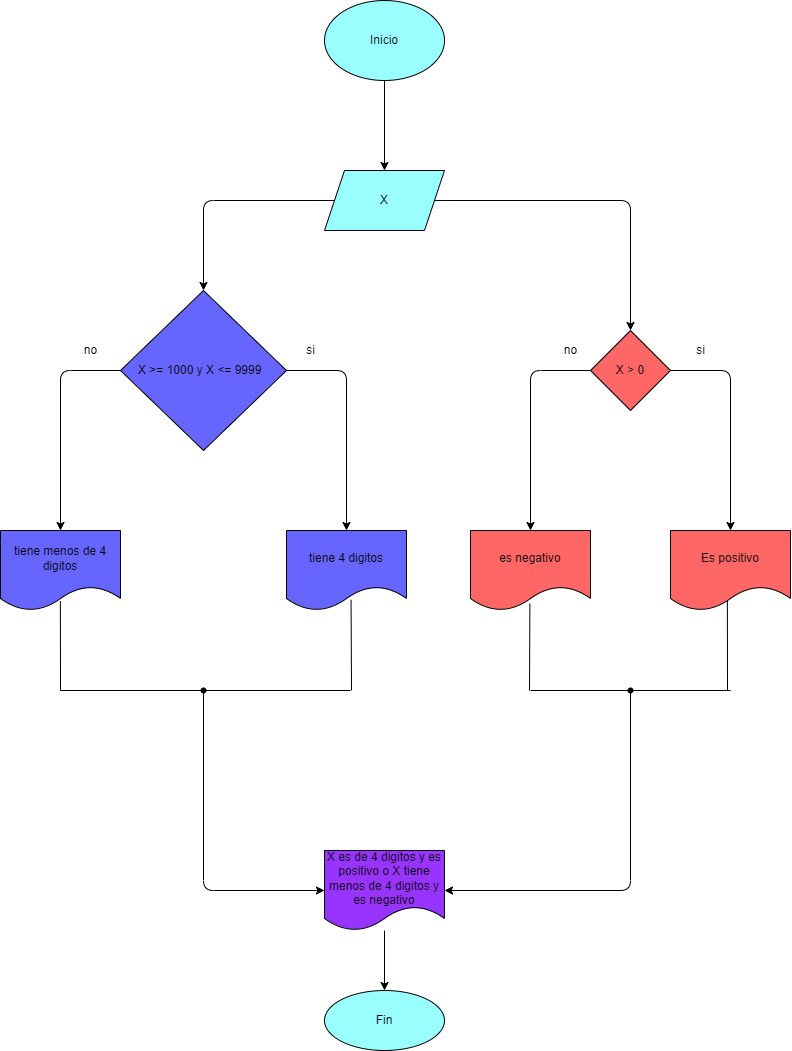 Inicio
X
no
si
no
si
X >= 1000 y X <= 9999
X > 0
tiene menos de 4
digitos
tiene 4 digitos
es negativo
Es positivo
X es de 4 digitos y es
positivo o X tiene
menos de 4 digitos y
es negativo
Fin